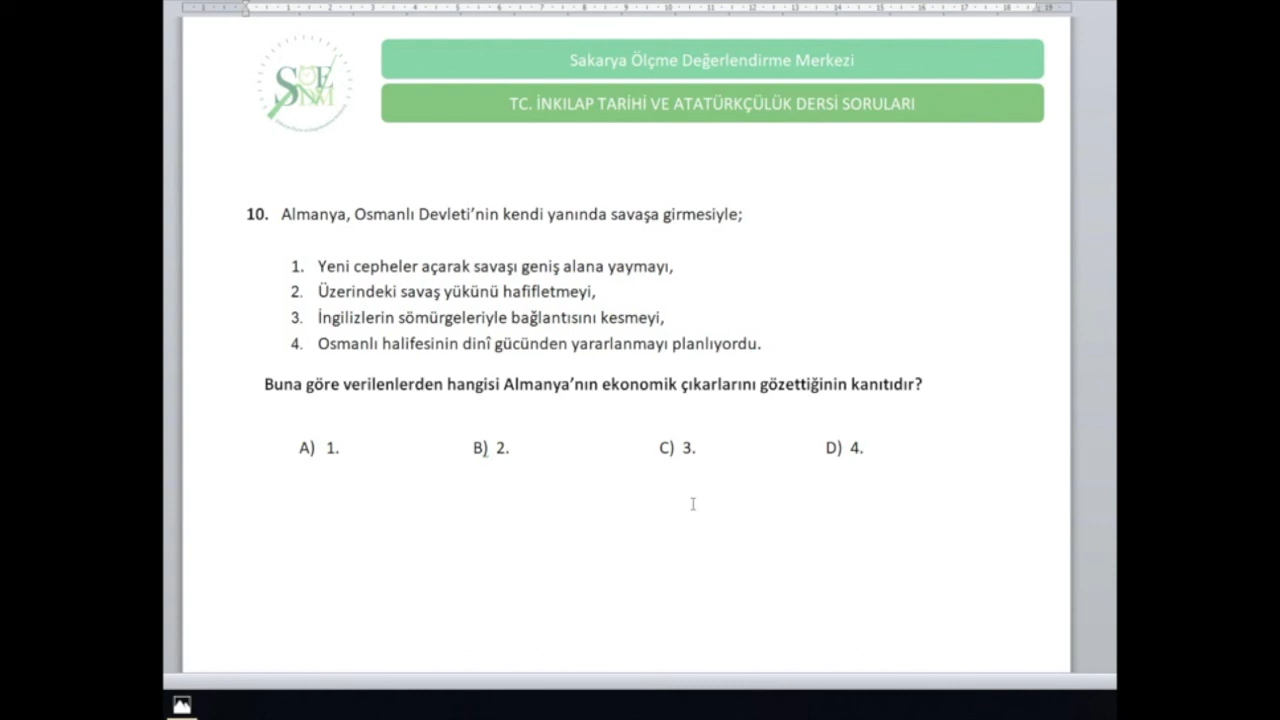 Sakarya Ölçme Değerlendirme Merkezi
TC. İNKILAP TARİHİ VE ATATÜRKÇÜLÜK DERSİ SORULARI
10. Almanya, Osmanlı Devleti’nin kendi yanında savaşa girmesiyle;
1. Yeni cepheler açarak savaşı geniş alana yaymayı,
2. Üzerindeki savaş yükünü hafifletmeyi,
3. İngilizlerin sömürgeleriyle bağlantısını kesmeyi,
4. Osmanlı halifesinin dinî gücünden yararlanmayı planlıyordu.
Buna göre verilenlerden hangisi Almanya’nın ekonomik çıkarlarını gözettiğinin kanıtıdır?
A) 1. B) 2. C) 3. D) 4.